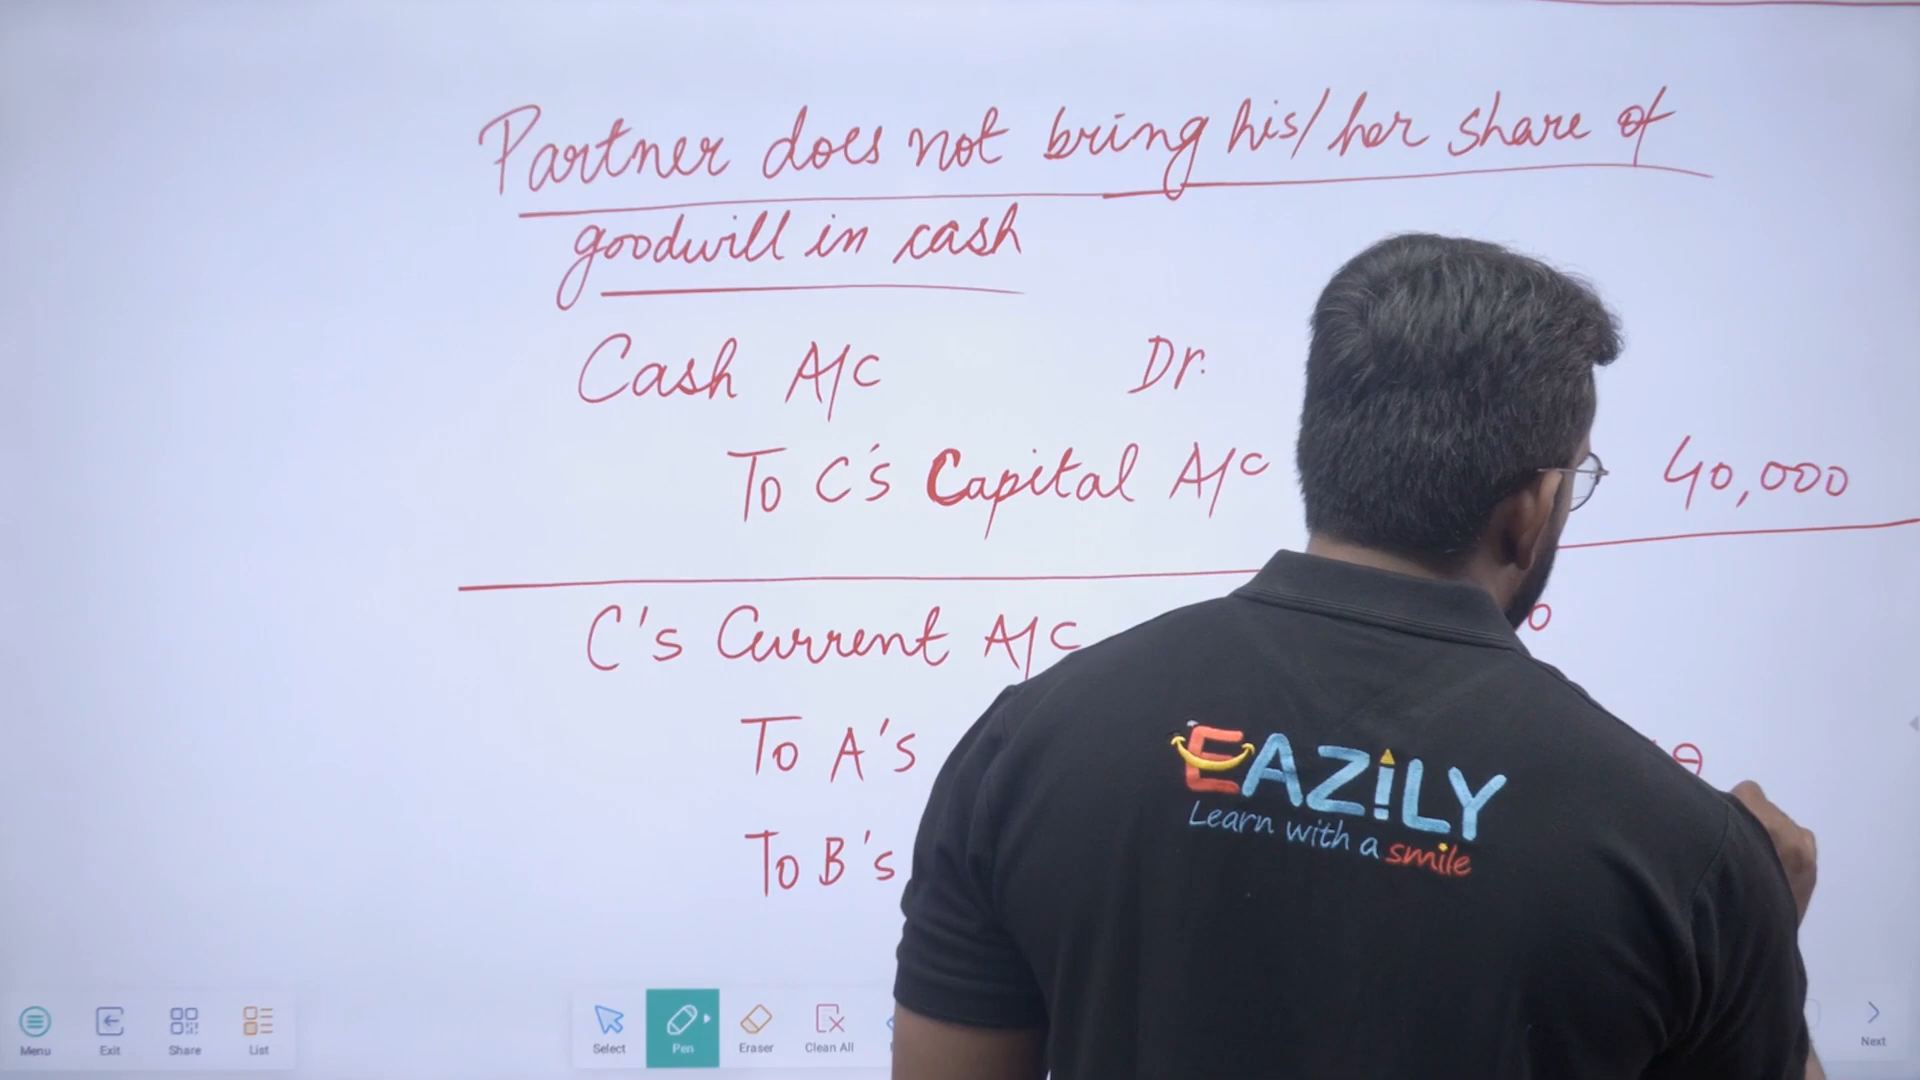 Partner does not bring his/her share of
goodwill in cash
Cash A/C Dr.
To C's Capital A/C 40,000
C's Current A/C
To A's
To B's
EAZiLY
Learn with a smile
Menu Exit Share List Select Pen Eraser Clean All Next